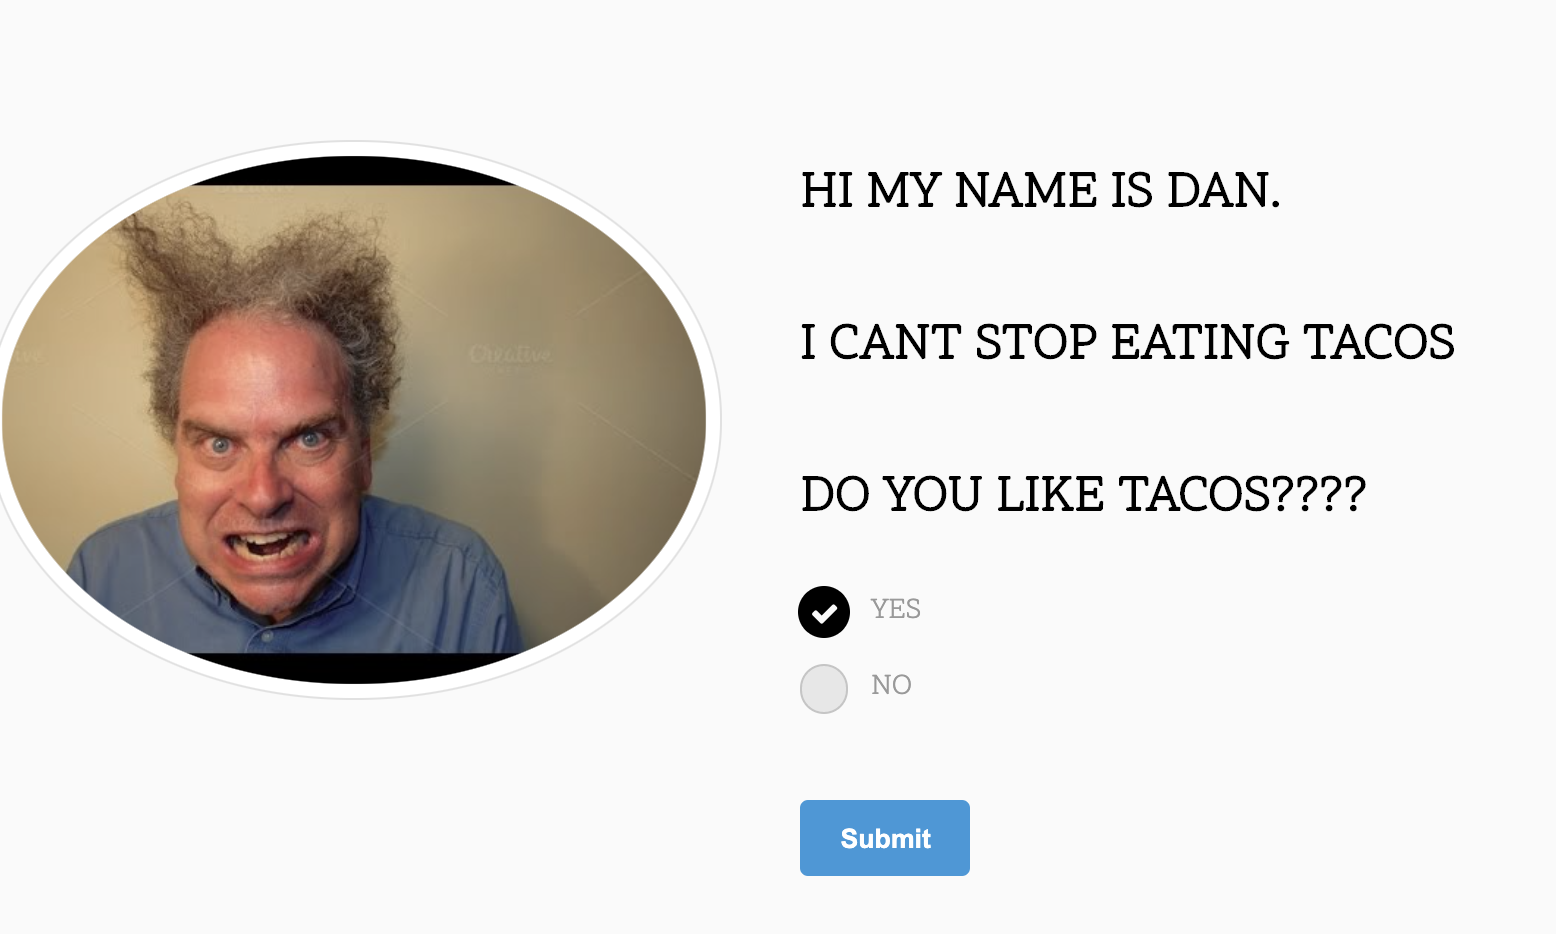 HI MY NAME IS DAN.
I CANT STOP EATING TACOS
DO YOU LIKE TACOS????
YES
NO
Submit
Creative